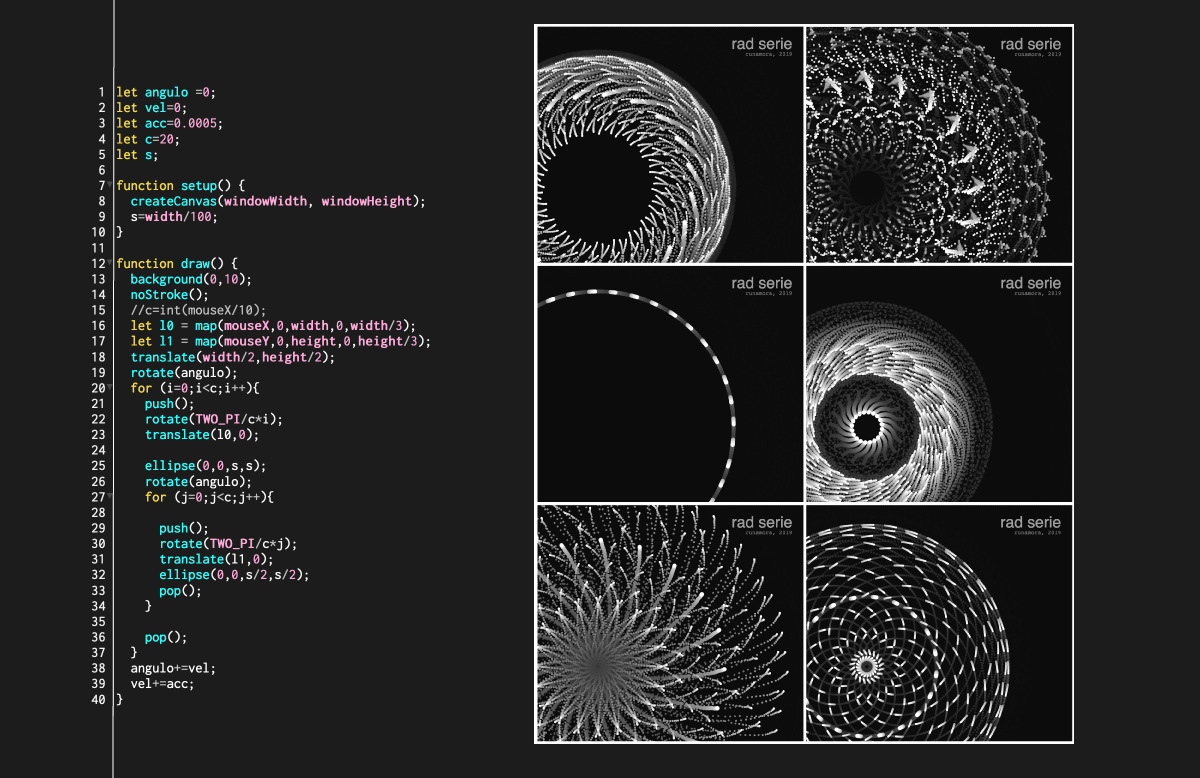 1 let angulo =0;
2 let vel=0;
3 let acc=0.0005;
4 let c=20;
5 let s;
6
7 function setup() {
8 createCanvas(windowWidth, windowHeight);
9 s=width/100;
10 }
11
12 function draw() {
13 background(0,10);
14 noStroke();
15 //c=int(mouseX/10);
16 let l0 = map(mouseX,0,width,0,width/3);
17 let l1 = map(mouseY,0,height,0,height/3);
18 translate(width/2,height/2);
19 rotate(angulo);
20 for (i=0;i<c;i++){
21 push();
22 rotate(TWO_PI/c*i);
23 translate(l0,0);
24
25 ellipse(0,0,s,s);
26 rotate(angulo);
27 for (j=0;j<c;j++){
28
29 push();
30 rotate(TWO_PI/c*j);
31 translate(l1,0);
32 ellipse(0,0,s/2,s/2);
33 pop();
34 }
35
36 pop();
37 }
38 angulo+=vel;
39 vel+=acc;
40 }
rad serie
runamora, 2019
rad serie
runamora, 2019
rad serie
runamora, 2019
rad serie
runamora, 2019
rad serie
runamora, 2019
rad serie
runamora, 2019